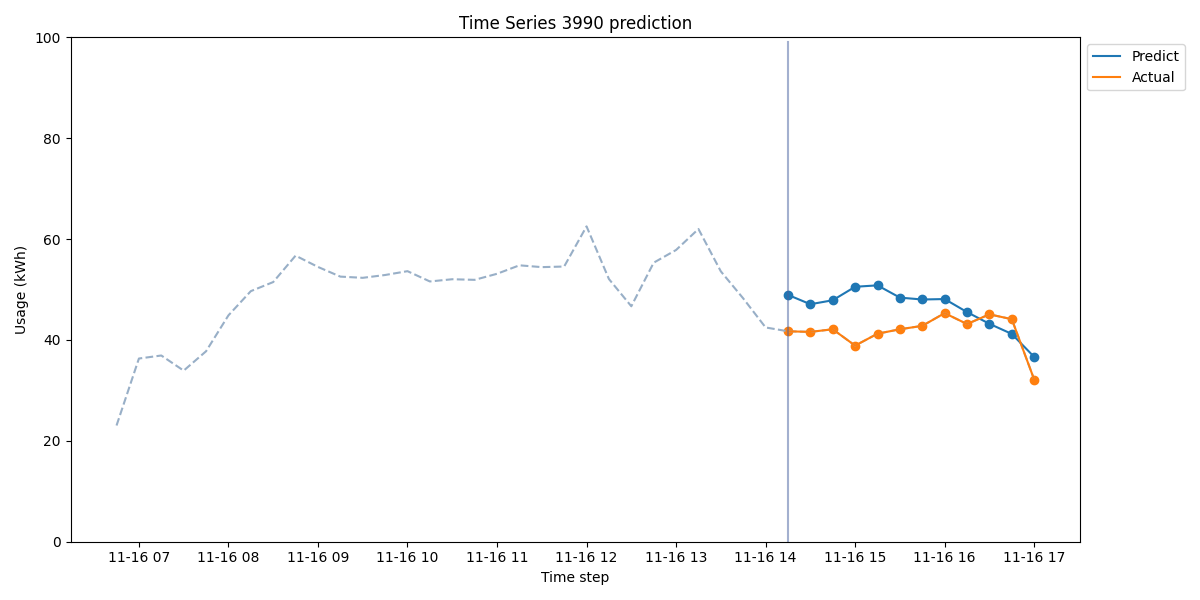 Time Series 3990 prediction
Predict
Actual
Usage (kWh)
100
80
60
40
20
0
11-16 07 11-16 08 11-16 09 11-16 10 11-16 11 11-16 12 11-16 13 11-16 14 11-16 15 11-16 16 11-16 17
Time step